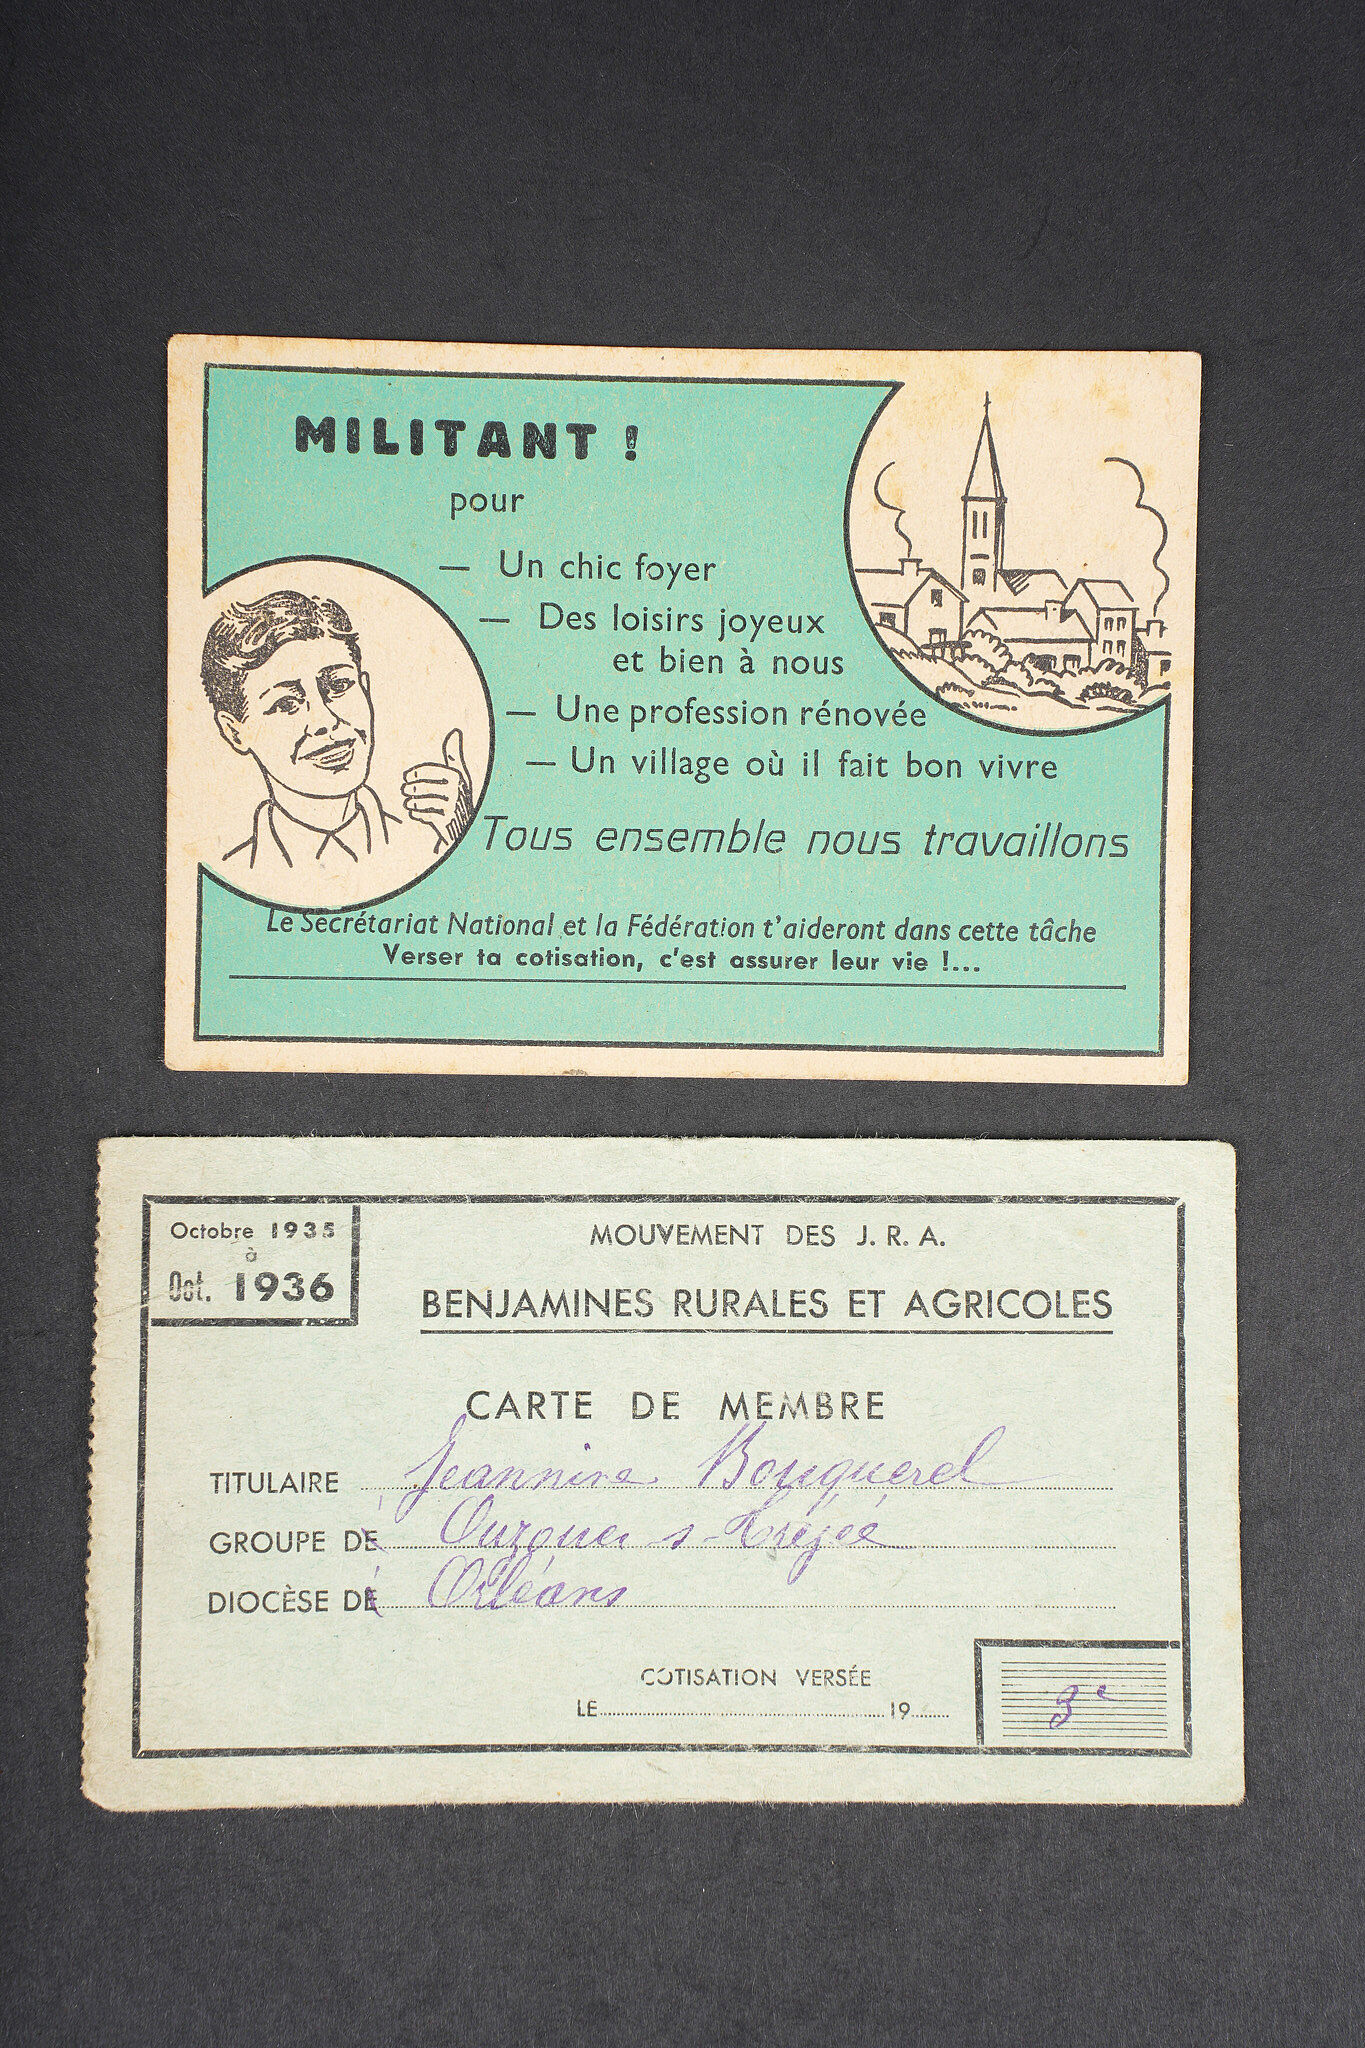 MILITANT !
pour
— Un chic foyer
— Des loisirs joyeux
et bien à nous
— Une profession rénovée
— Un village où il fait bon vivre
Tous ensemble nous travaillons
Le Secrétariat National et la Fédération t'aideront dans cette tâche
Verser ta cotisation, c'est assurer leur vie !...
Octobre 1935
à
Oct. 1936
MOUVEMENT DES J. R. A.
BENJAMINES RURALES ET AGRICOLES
CARTE DE MEMBRE
TITULAIRE Jeannine Bouquerel
GROUPE DE Ouzouer s-Trézée
DIOCÈSE DE Orléans
COTISATION VERSÉE
LE 19